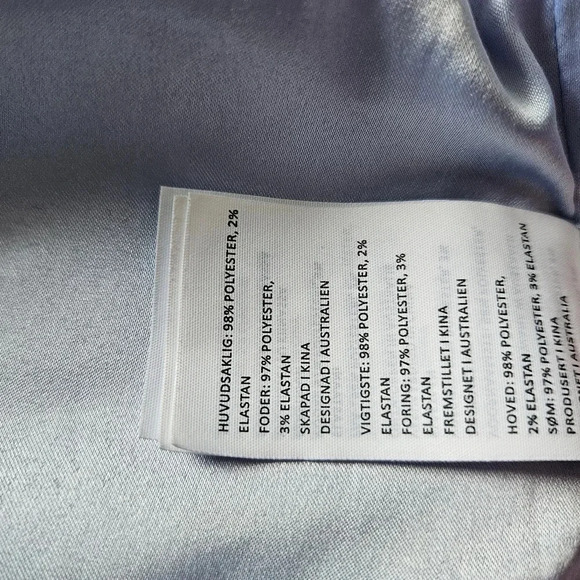 HUVUDSAKLIG: 98% POLYESTER, 2%
ELASTAN
FODER: 97% POLYESTER,
3% ELASTAN
SKAPAD I KINA
DESIGNAD I AUSTRALIEN
VIGTIGSTE: 98% POLYESTER, 2%
ELASTAN
FORING: 97% POLYESTER, 3%
ELASTAN
FREMSTILLET I KINA
DESIGNET I AUSTRALIEN
HOVED: 98% POLYESTER,
2% ELASTAN
SØM: 97% POLYESTER, 3% ELASTAN
PRODUSERT I KINA
I AUSTRALIA